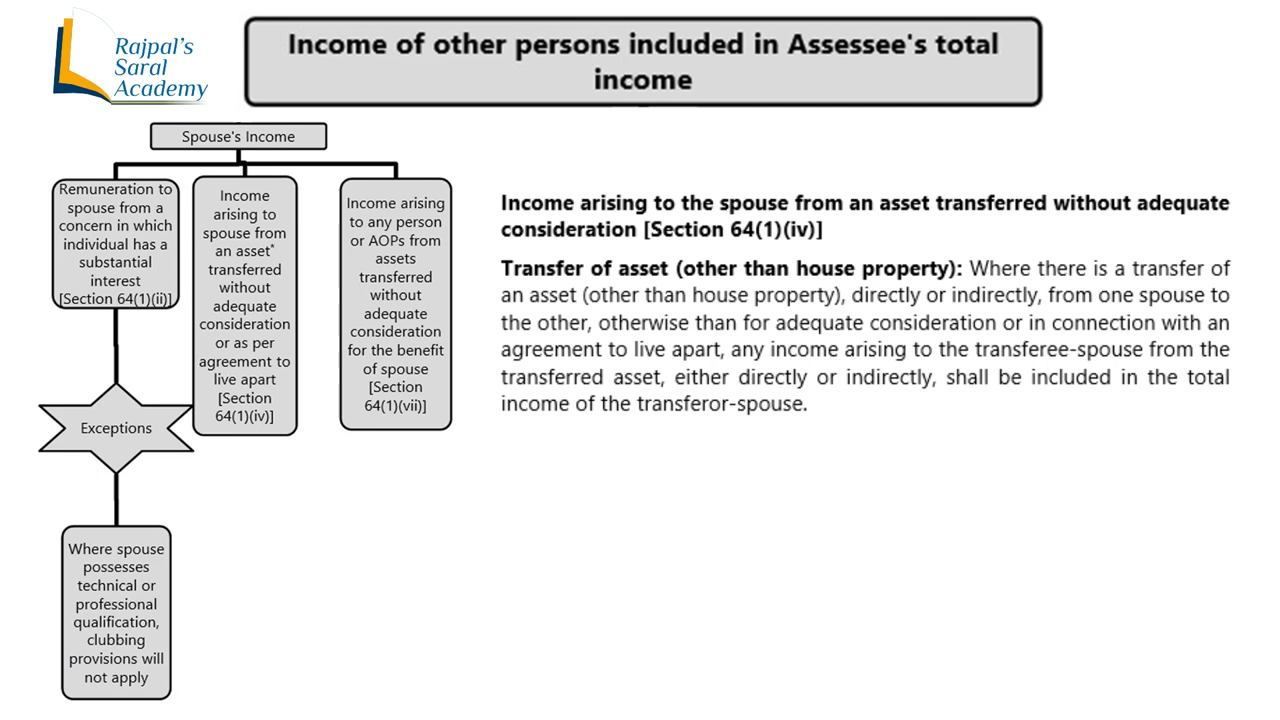 Rajpal's
Saral
Academy
Income of other persons included in Assessee's total
income
Spouse's Income
Remuneration to
spouse from a
concern in which
individual has a
substantial
interest
[Section 64(1)(ii)]
Income
arising to
spouse from
an asset*
transferred
without
adequate
consideration
or as per
agreement to
live apart
[Section
64(1)(iv)]
Income arising
to any person
or AOPs from
assets
transferred
without
adequate
consideration
for the benefit
of spouse
[Section
64(1)(vii)]
Exceptions
Where spouse
possesses
technical or
professional
qualification,
clubbing
provisions will
not apply
Income arising to the spouse from an asset transferred without adequate
consideration [Section 64(1)(iv)]
Transfer of asset (other than house property): Where there is a transfer of
an asset (other than house property), directly or indirectly, from one spouse to
the other, otherwise than for adequate consideration or in connection with an
agreement to live apart, any income arising to the transferee-spouse from the
transferred asset, either directly or indirectly, shall be included in the total
income of the transferor-spouse.